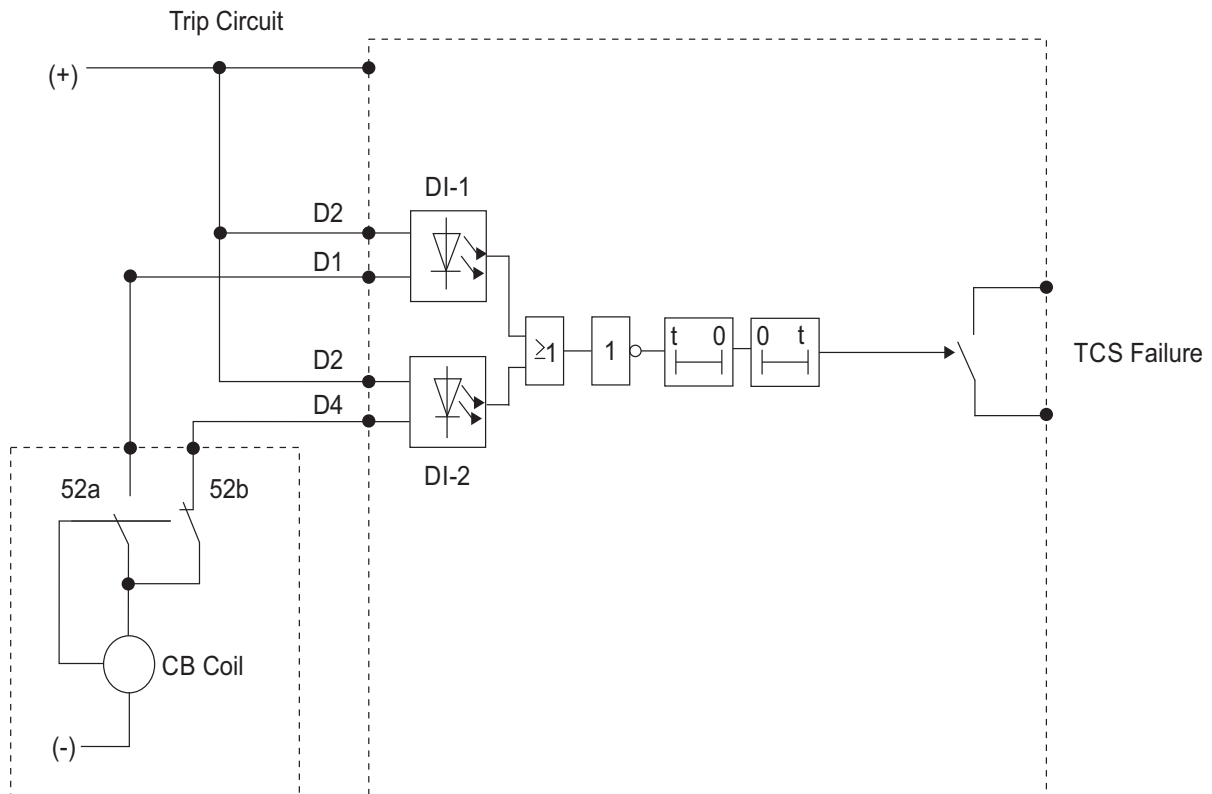 Trip Circuit
(+)
DI-1
D2
D1
≥1
1
t 0
0 t
TCS Failure
D2
D4
DI-2
52a
52b
CB Coil
(-)